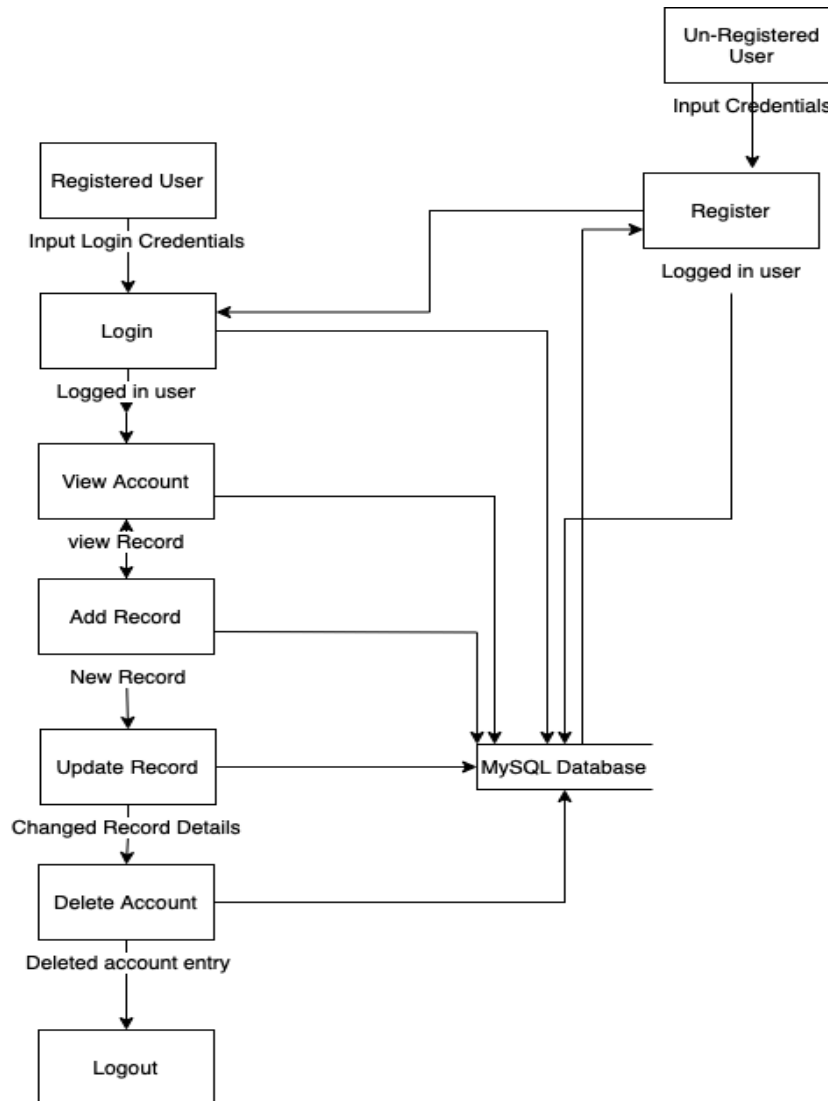 Un-Registered
User
Input Credentials
Registered User
Register
Input Login Credentials
Logged in user
Login
Logged in user
View Account
view Record
Add Record
New Record
Update Record
MySQL Database
Changed Record Details
Delete Account
Deleted account entry
Logout